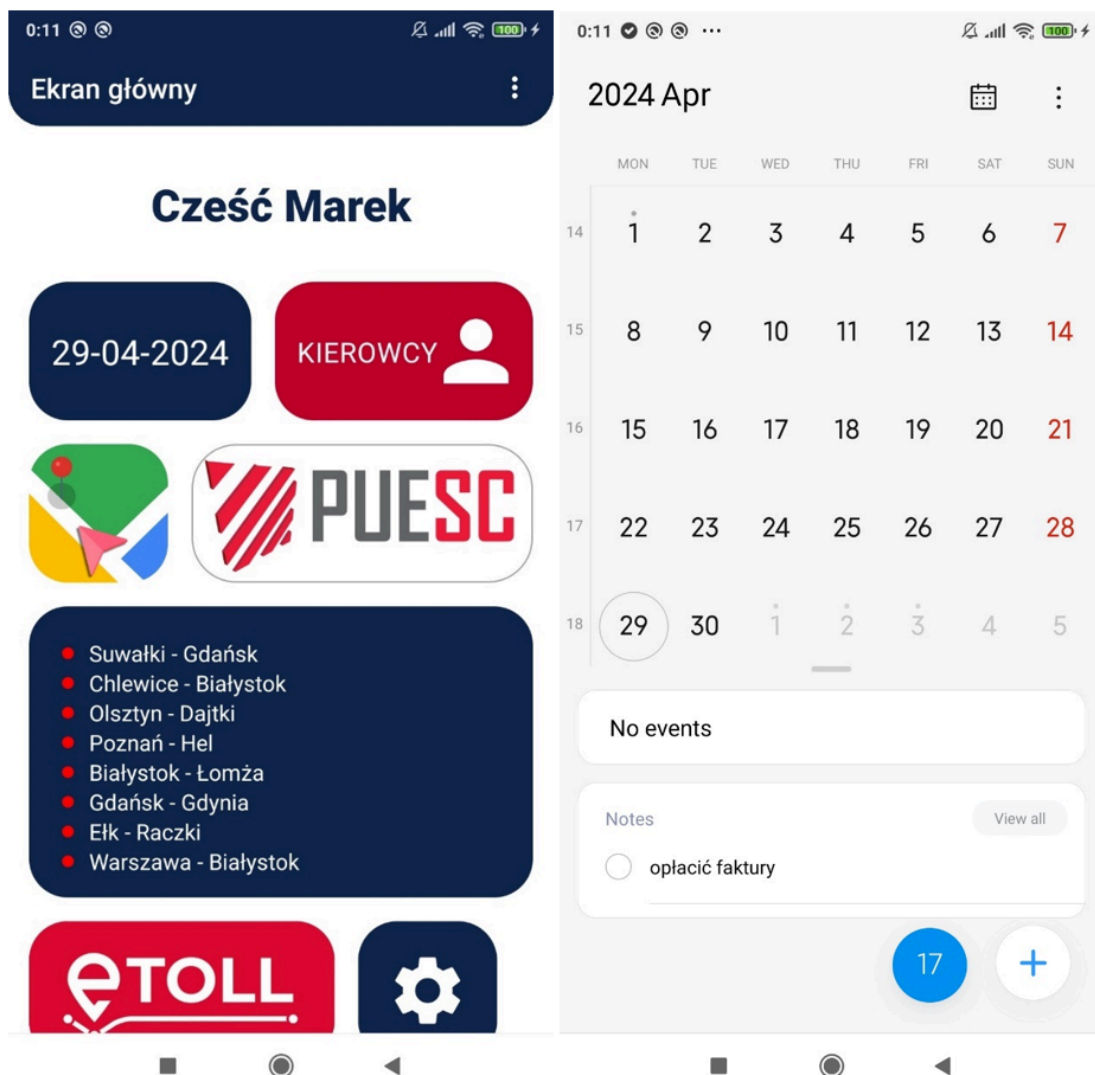 0:11
100
Ekran główny
Cześć Marek
29-04-2024
KIEROWCY
PUESC
Suwałki - Gdańsk
Chlewice - Białystok
Olsztyn - Dajtki
Poznań - Hel
Białystok - Łomża
Gdańsk - Gdynia
Ełk - Raczki
Warszawa - Białystok
eTOLL
0:11
100
2024 Apr
MON TUE WED THU FRI SAT SUN
14 1 2 3 4 5 6 7
15 8 9 10 11 12 13 14
16 15 16 17 18 19 20 21
17 22 23 24 25 26 27 28
18 29 30 1 2 3 4 5
No events
Notes View all
opłacić faktury
17